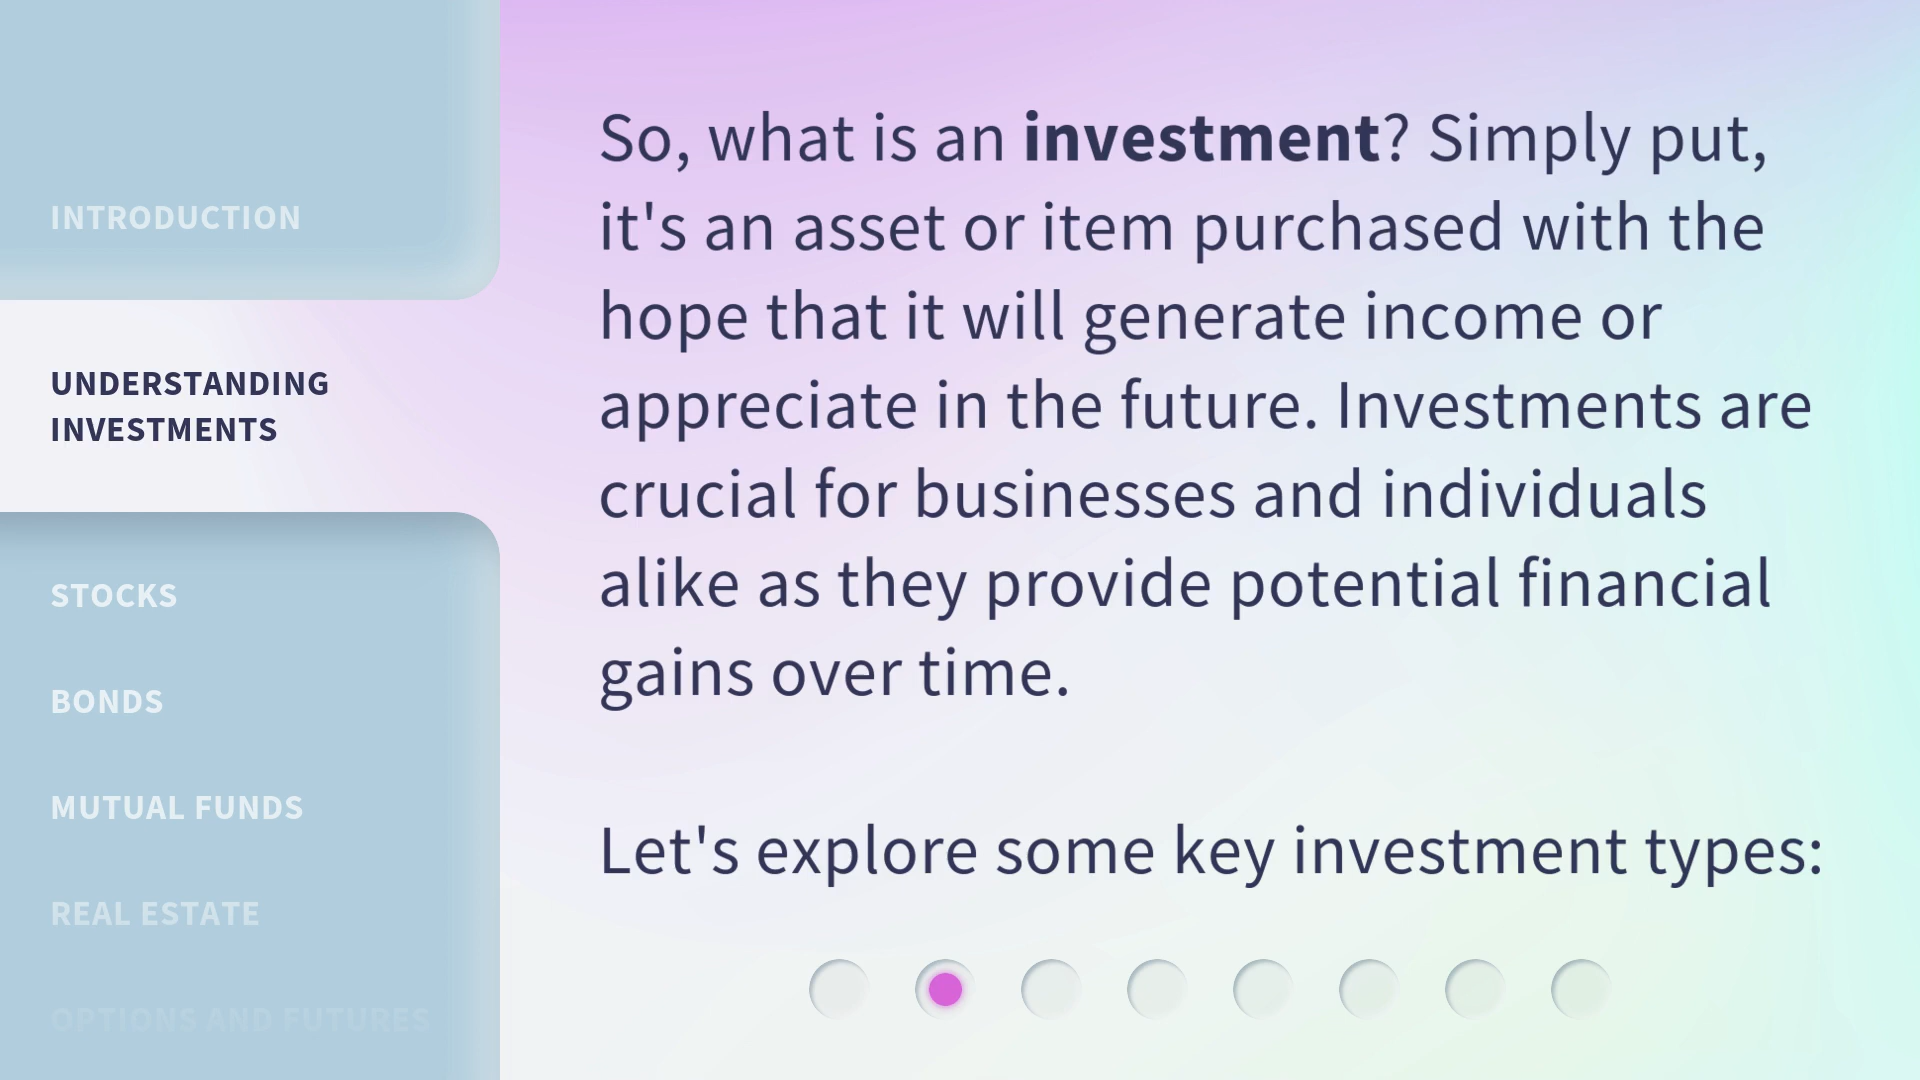 INTRODUCTION
UNDERSTANDING
INVESTMENTS
STOCKS
BONDS
MUTUAL FUNDS
REAL ESTATE
OPTIONS AND FUTURES
So, what is an investment? Simply put,
it's an asset or item purchased with the
hope that it will generate income or
appreciate in the future. Investments are
crucial for businesses and individuals
alike as they provide potential financial
gains over time.
Let's explore some key investment types: